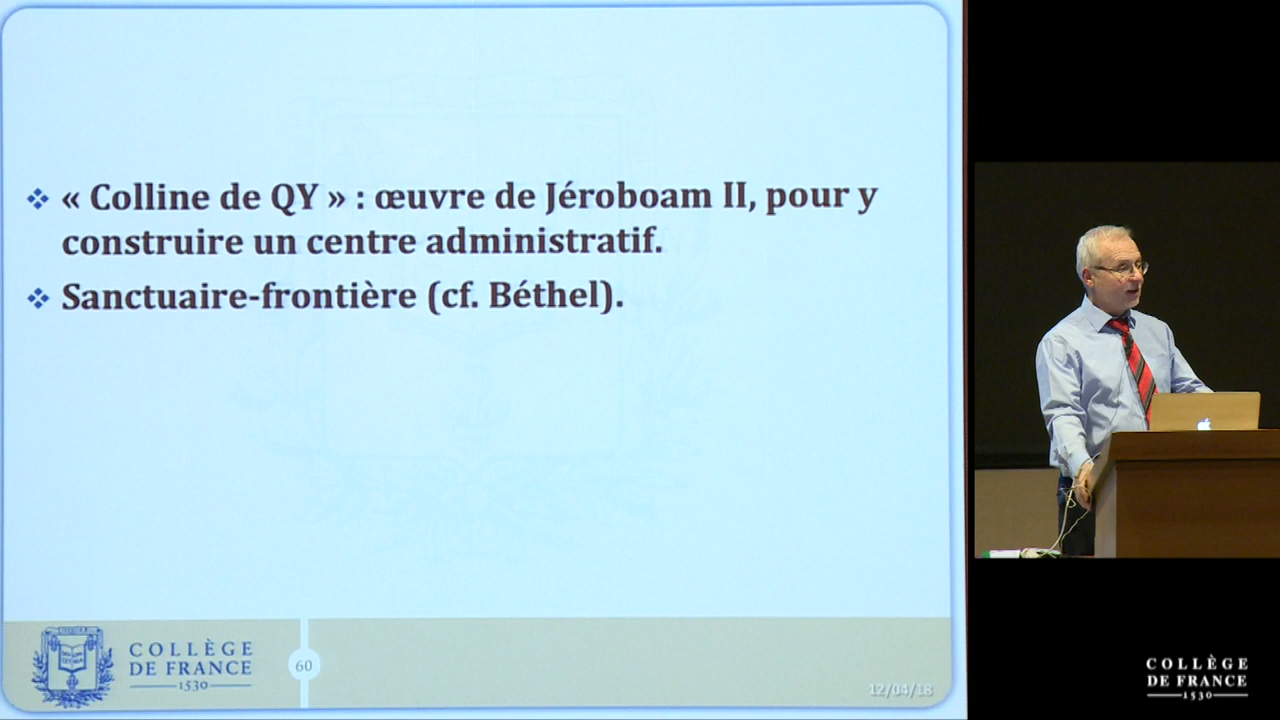 « Colline de QY » : œuvre de Jéroboam II, pour y
construire un centre administratif.
Sanctuaire-frontière (cf. Béthel).
COLLÈGE
DE FRANCE
1530
60
12/04/18
COLLÈGE
DE FRANCE
1530